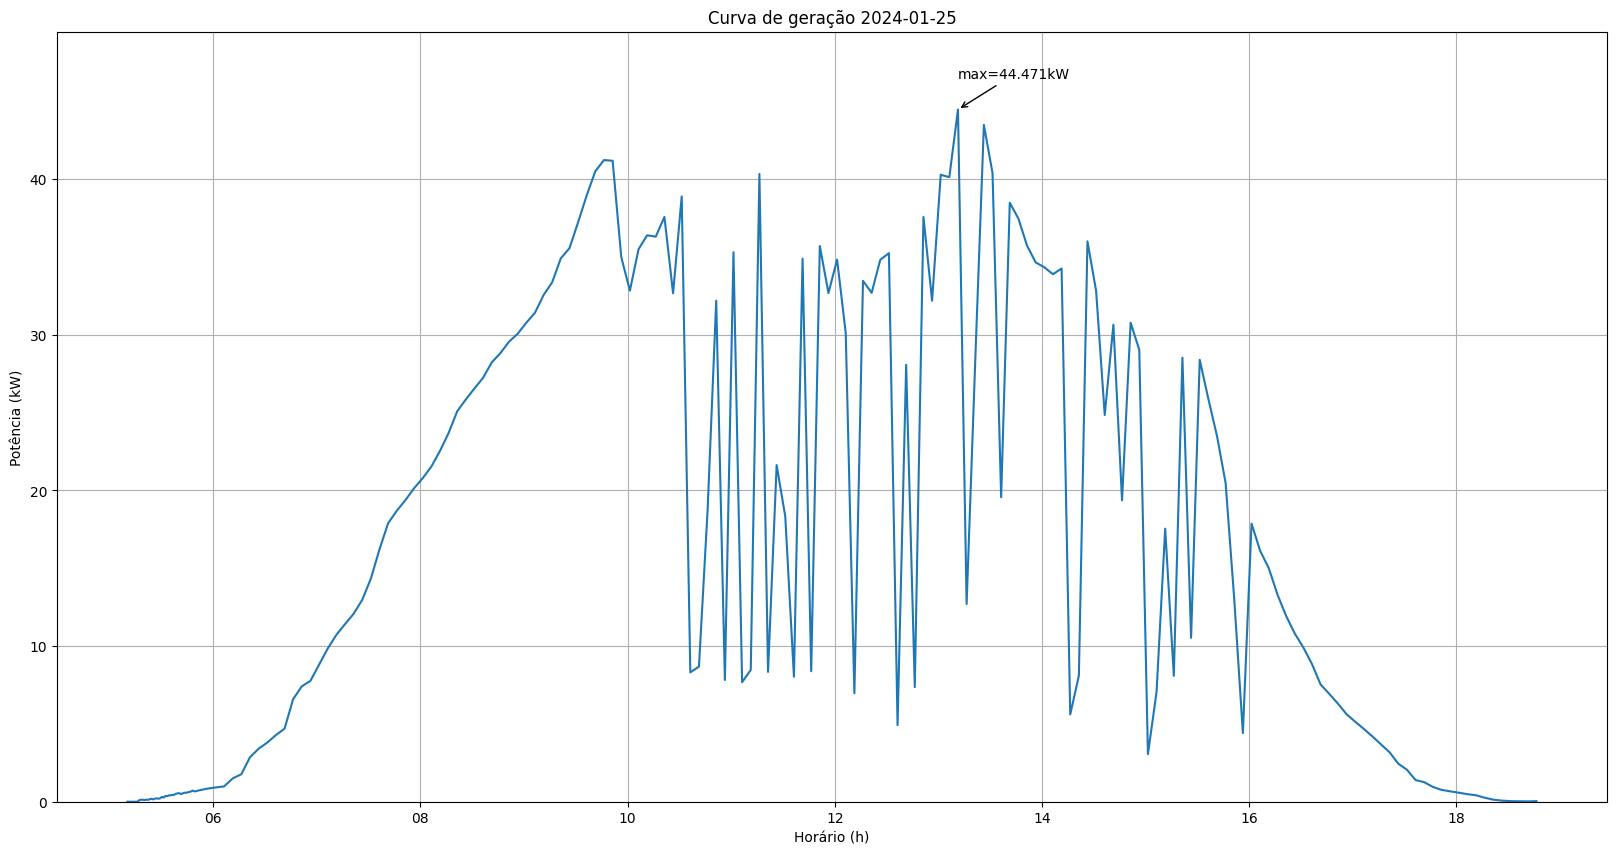 Curva de geração 2024-01-25
max=44.471kW
Potência (kW)
40
30
20
10
0
06 08 10 12 14 16 18
Horário (h)